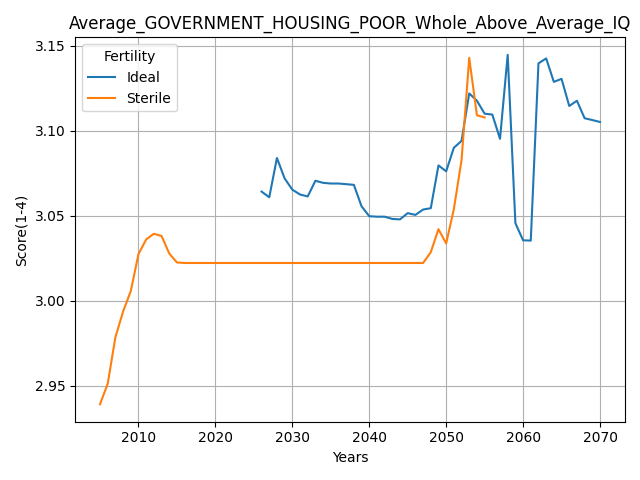 Average_GOVERNMENT_HOUSING_POOR_Whole_Above_Average_IQ
Fertility
Ideal
Sterile
Score(1-4)
3.15
3.10
3.05
3.00
2.95
2010 2020 2030 2040 2050 2060 2070
Years